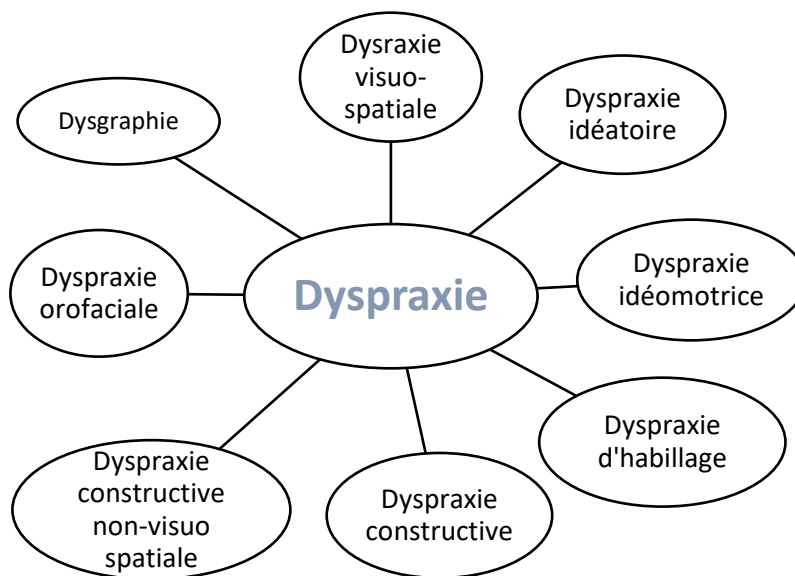 Dysraxie
visuo-
spatiale
Dyspraxie
idéatoire
Dysgraphie
Dyspraxie
orofaciale
Dyspraxie
Dyspraxie
idéomotrice
Dyspraxie
d'habillage
Dyspraxie
constructive
non-visuo
spatiale
Dyspraxie
constructive